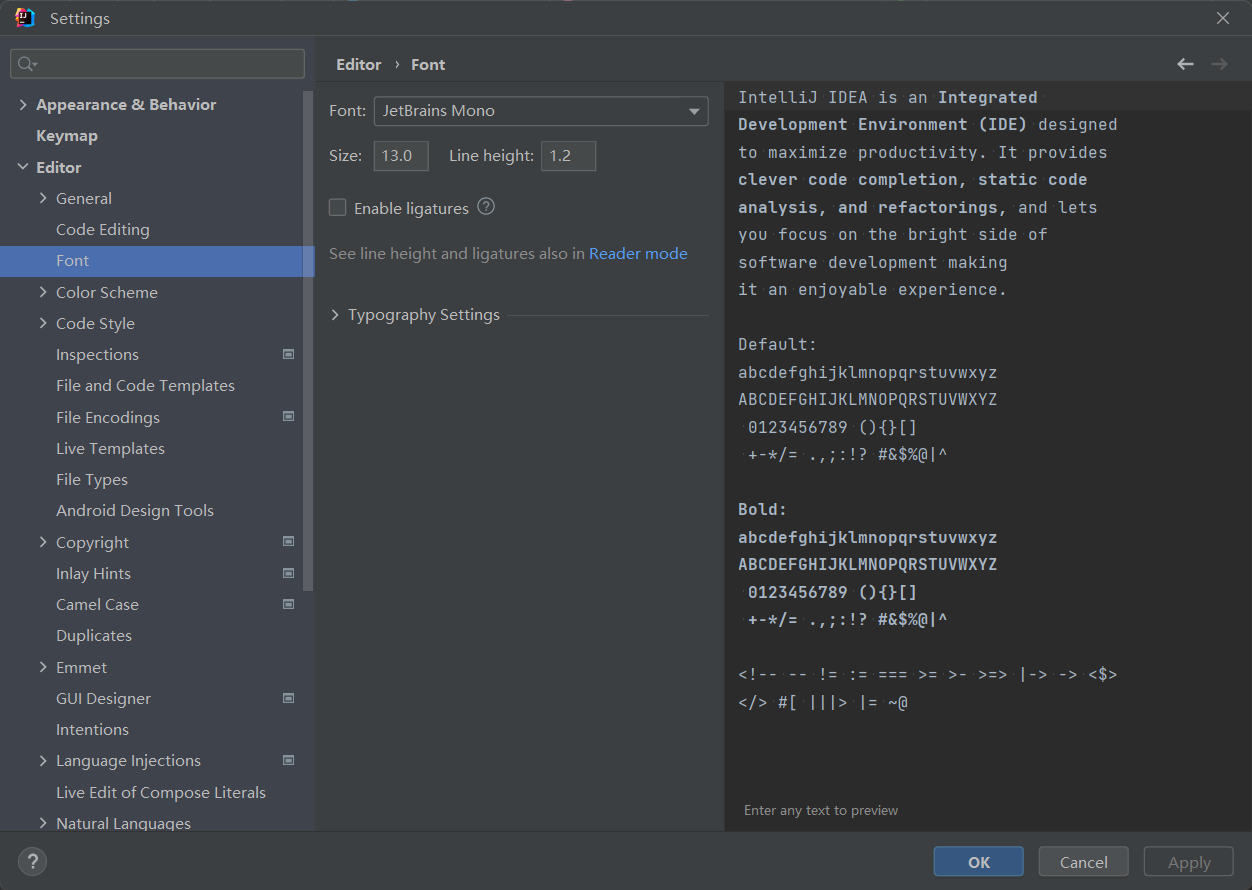 Settings
Appearance & Behavior
Keymap
Editor
General
Code Editing
Font
Color Scheme
Code Style
Inspections
File and Code Templates
File Encodings
Live Templates
File Types
Android Design Tools
Copyright
Inlay Hints
Camel Case
Duplicates
Emmet
GUI Designer
Intentions
Language Injections
Live Edit of Compose Literals
Natural Languages
Editor › Font
Font: JetBrains Mono
Size: 13.0 Line height: 1.2
Enable ligatures ?
See line height and ligatures also in Reader mode
Typography Settings
IntelliJ IDEA is an Integrated
Development Environment (IDE) designed
to maximize productivity. It provides
clever code completion, static code
analysis, and refactorings, and lets
you focus on the bright side of
software development making
it an enjoyable experience.
Default:
abcdefghijklmnopqrstuvwxyz
ABCDEFGHIJKLMNOPQRSTUVWXYZ
0123456789 (){}[]
+-*/= .,;:!? #&$%@|^
Bold:
abcdefghijklmnopqrstuvwxyz
ABCDEFGHIJKLMNOPQRSTUVWXYZ
0123456789 (){}[]
+-*/= .,;:!? #&$%@|^
<!-- -- != := === >= >- >=> |-> -> <$>
</> #[ |||> |= ~@
Enter any text to preview
? OK Cancel Apply